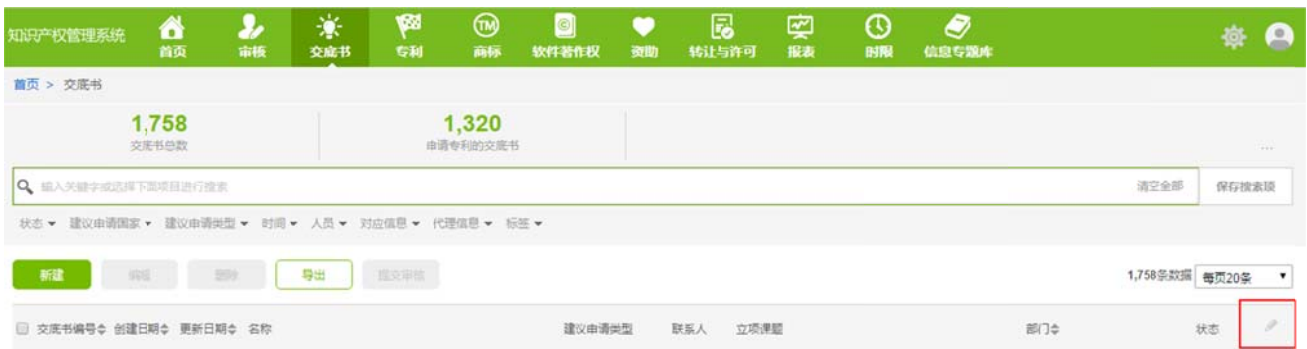 知识产权管理系统 首页 审核 交底书 专利 TM 商标 © 软件著作权 资助 转让与许可 报表 时限 信息专题库
首页 > 交底书
1,758 1,320
交底书总数 申请专利的交底书 ...
输入关键字或选择下面项目进行搜索 清空全部 保存搜索项
状态 建议申请国家 建议申请类型 时间 人员 对应信息 代理信息 标签
新建 编辑 删除 导出 提交审核 1,758条数据 每页20条
交底书编号 创建日期 更新日期 名称 建议申请类型 联系人 立项课题 部门 状态